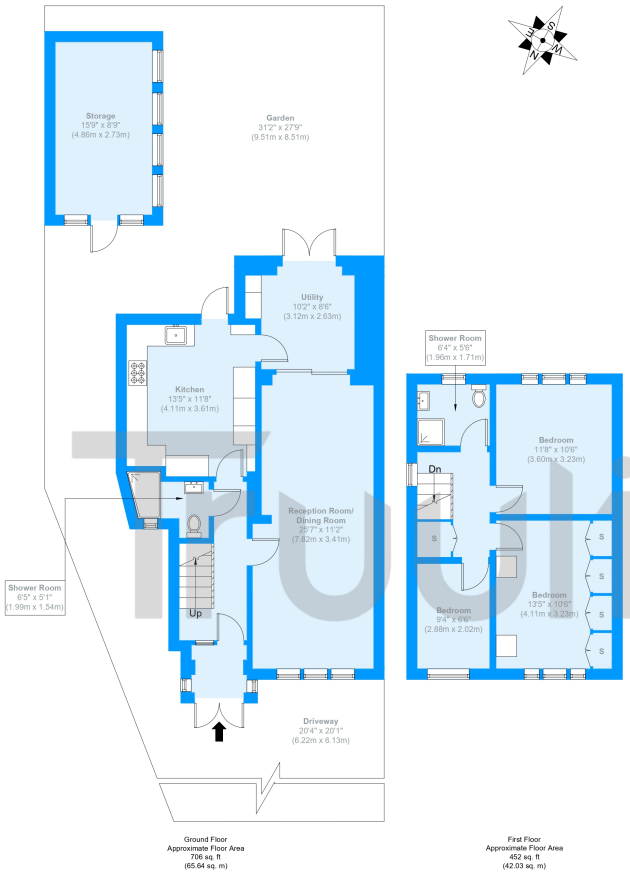 S
E
W
N
Storage
15'9" x 8'9"
(4.86m x 2.73m)
Garden
31'2" x 27'9"
(9.51m x 8.51m)
Utility
10'2" x 8'6"
(3.12m x 2.63m)
Kitchen
13'5" x 11'8"
(4.11m x 3.61m)
Reception Room/
Dining Room
25'7" x 11'2"
(7.82m x 3.41m)
Shower Room
6'5" x 5'1"
(1.99m x 1.54m)
Up
Driveway
20'4" x 20'1"
(6.22m x 6.13m)
Shower Room
6'4" x 5'6"
(1.96m x 1.71m)
Bedroom
11'8" x 10'6"
(3.60m x 3.23m)
Dn
S
S
S
S
S
Bedroom
13'5" x 10'6"
(4.11m x 3.23m)
Bedroom
9'4" x 6'6"
(2.88m x 2.02m)
Ground Floor
Approximate Floor Area
706 sq. ft
(65.64 sq. m)
First Floor
Approximate Floor Area
452 sq. ft
(42.03 sq. m)